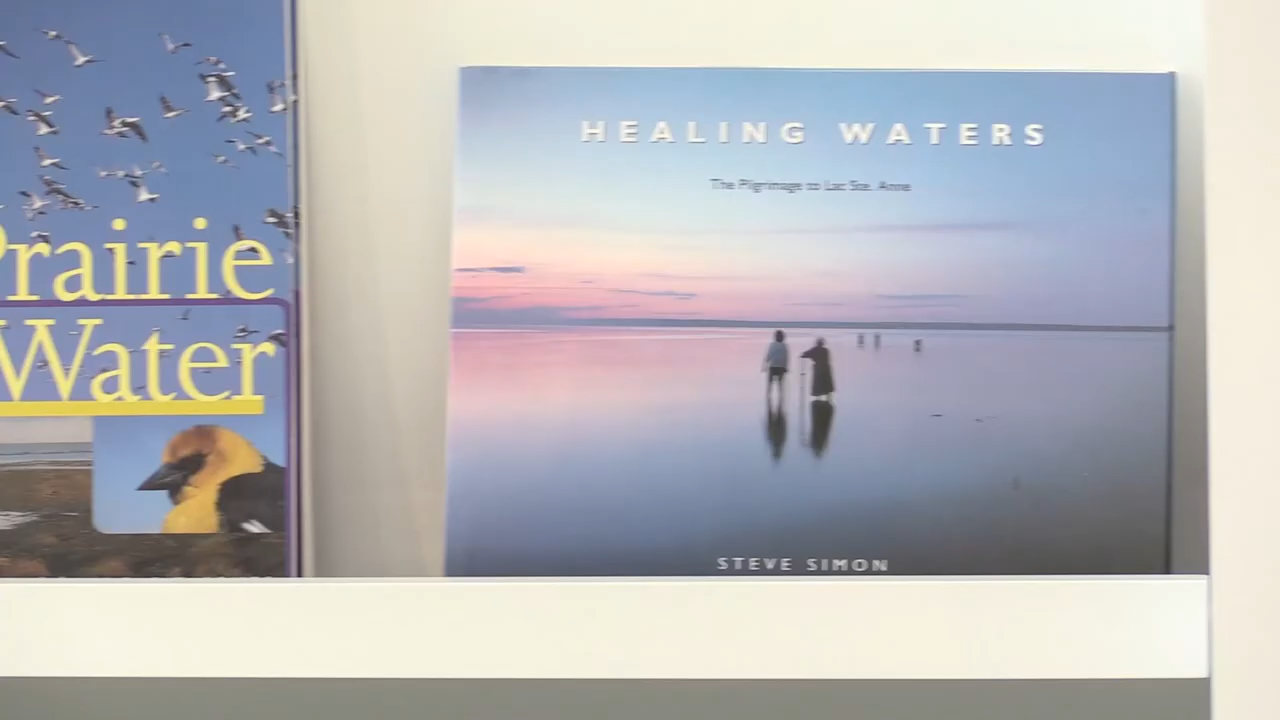 Prairie
Water
HEALING WATERS
The Pilgrimage to Lac Ste. Anne
STEVE SIMON